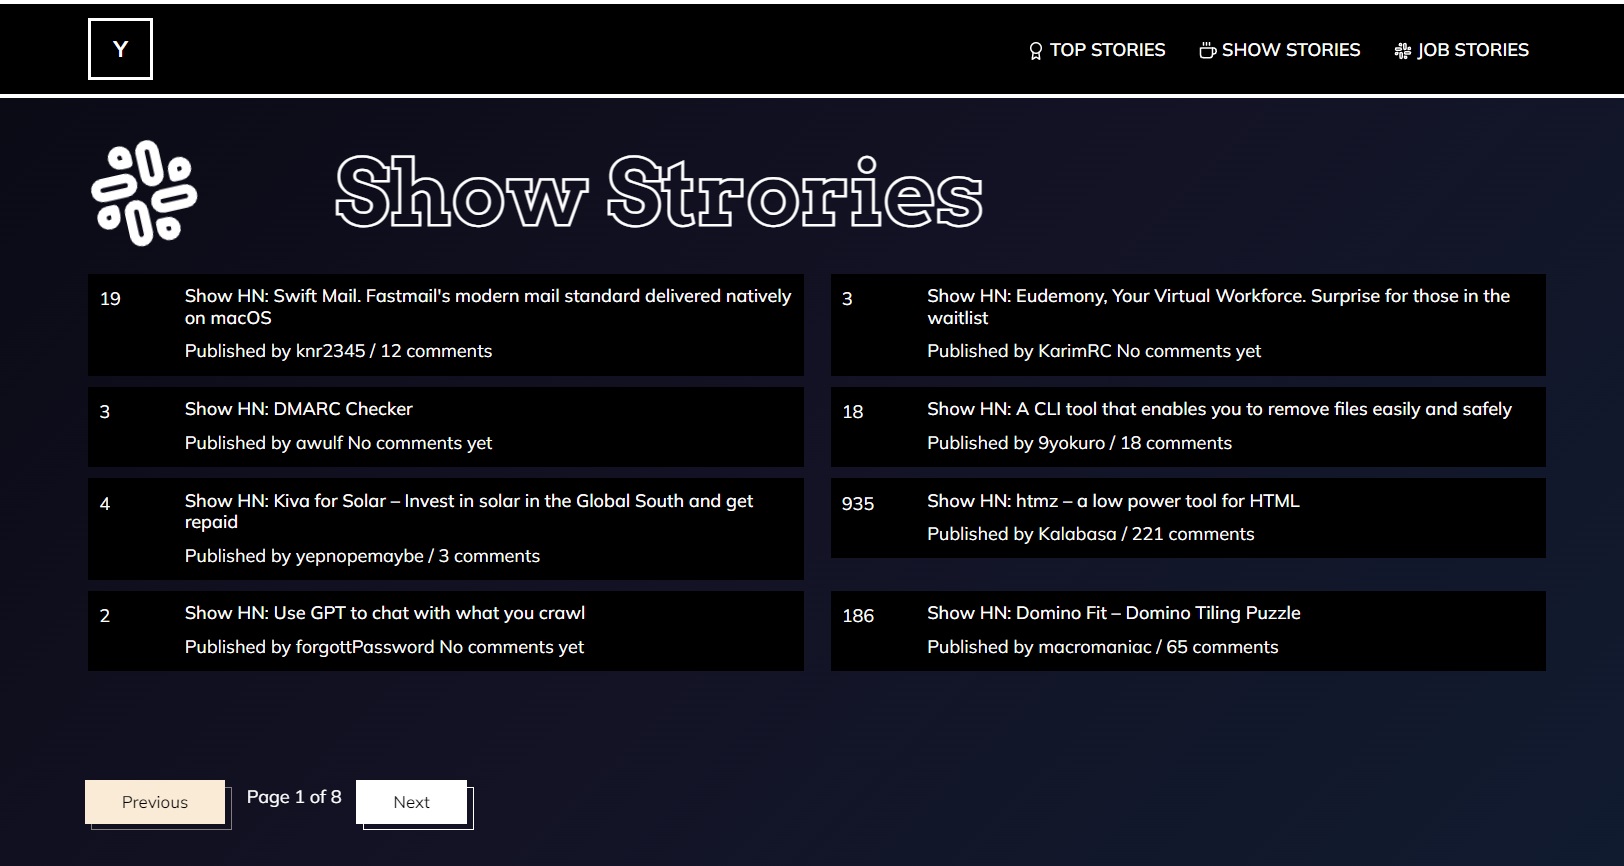 Y
TOP STORIES
SHOW STORIES
JOB STORIES
Show Strories
19
Show HN: Swift Mail. Fastmail's modern mail standard delivered natively
on macOS
Published by knr2345 / 12 comments
3
Show HN: Eudemony, Your Virtual Workforce. Surprise for those in the
waitlist
Published by KarimRC No comments yet
3
Show HN: DMARC Checker
Published by awulf No comments yet
18
Show HN: A CLI tool that enables you to remove files easily and safely
Published by 9yokuro / 18 comments
4
Show HN: Kiva for Solar – Invest in solar in the Global South and get
repaid
Published by yepnopemaybe / 3 comments
935
Show HN: htmz – a low power tool for HTML
Published by Kalabasa / 221 comments
2
Show HN: Use GPT to chat with what you crawl
Published by forgottPassword No comments yet
186
Show HN: Domino Fit – Domino Tiling Puzzle
Published by macromaniac / 65 comments
Previous
Page 1 of 8
Next